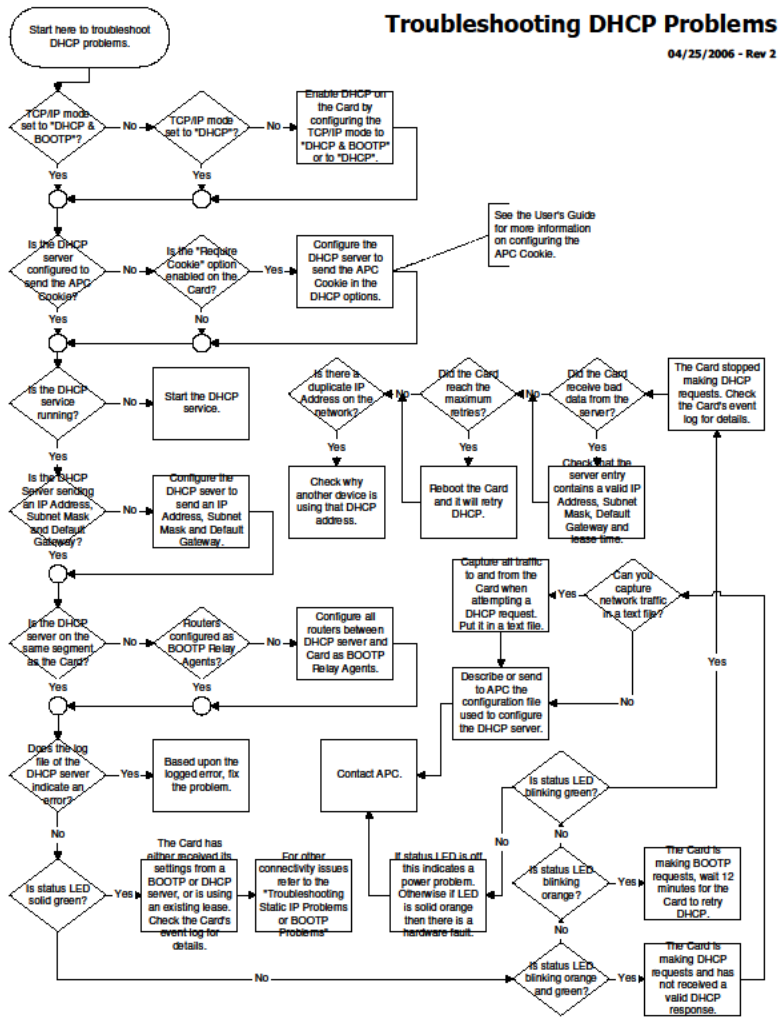 Troubleshooting DHCP Problems
04/25/2006 - Rev 2
Start here to troubleshoot
DHCP problems.
TCP/IP mode
set to "DHCP &
BOOTP"?
No
TCP/IP mode
set to "DHCP"?
No
Enable DHCP on
the Card by
configuring the
TCP/IP mode to
"DHCP & BOOTP"
or to "DHCP".
Yes
Yes
See the User's Guide
for more information
on configuring the
APC Cookie.
Is the DHCP
server
configured to
send the APC
Cookie?
No
Is the "Require
Cookie" option
enabled on the
Card?
Yes
Configure the
DHCP server to
send the APC
Cookie in the
DHCP options.
Yes
No
Is the DHCP
service
running?
No
Start the DHCP
service.
Is there a
duplicate IP
Address on the
network?
No
Did the Card
reach the
maximum
retries?
No
Did the Card
receive bad
data from the
server?
The Card stopped
making DHCP
requests. Check
the Card's event
log for details.
Yes
Yes
Yes
Yes
Is the DHCP
Server sending
an IP Address,
Subnet Mask
and Default
Gateway?
No
Configure the
DHCP sever to
send an IP
Address, Subnet
Mask and Default
Gateway.
Check why
another device is
using that DHCP
address.
Reboot the Card
and it will retry
DHCP.
Check that the
server entry
contains a valid IP
Address, Subnet
Mask, Default
Gateway and
lease time.
Yes
Capture all traffic
to and from the
Card when
attempting a
DHCP request.
Put it in a text file.
Yes
Can you
capture
network traffic
in a text file?
Is the DHCP
server on the
same segment
as the Card?
No
Routers
configured as
BOOTP Relay
Agents?
No
Configure all
routers between
DHCP server and
Card as BOOTP
Relay Agents.
Yes
Yes
Yes
Describe or send
to APC the
configuration file
used to configure
the DHCP server.
No
Does the log
file of the
DHCP server
indicate an
error?
Yes
Based upon the
logged error, fix
the problem.
Contact APC.
Is status LED
blinking green?
No
No
No
Is status LED
solid green?
Yes
The Card has
either received its
settings from a
BOOTP or DHCP
server, or is using
an existing lease.
Check the Card's
event log for
details.
For other
connectivity issues
refer to the
"Troubleshooting
Static IP Problems
or BOOTP
Problems"
If status LED is off
this indicates a
power problem.
Otherwise if LED
is solid orange
then there is a
hardware fault.
Is status LED
blinking
orange?
Yes
The Card is
making BOOTP
requests, wait 12
minutes for the
Card to retry
DHCP.
No
No
Is status LED
blinking orange
and green?
Yes
The Card is
making DHCP
requests and has
not received a
valid DHCP
response.